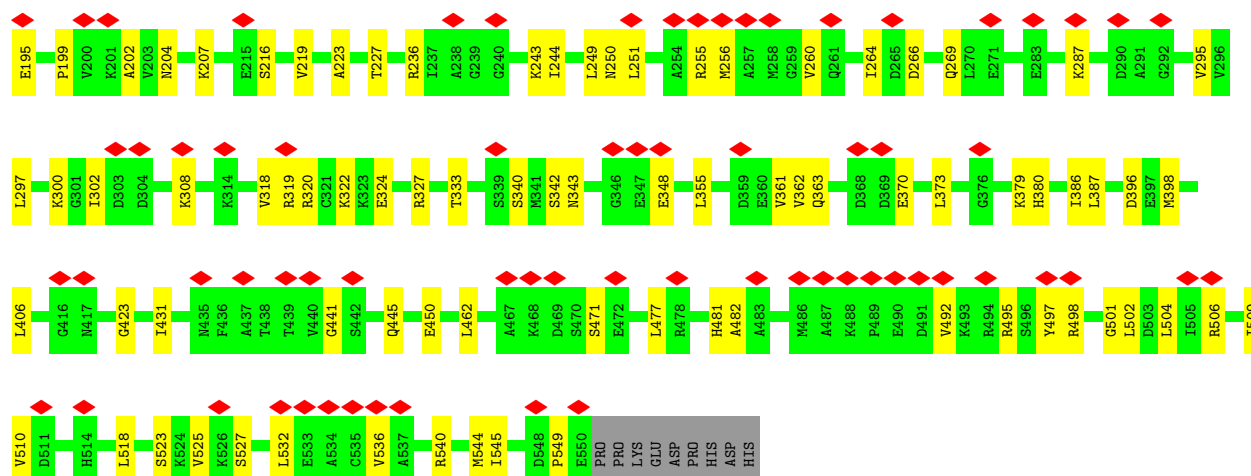 E195 P199 V200 K201 A202 V203 N204 K207 E215 S216 V219 A223 T227 R236 I237 A238 G239 G240 K243 I244 L249 N250 L251 A254 R255 M256 A257 M258 G259 V260 Q261 I264 D265 D266 Q269 L270 E271 E283 K287 D290 A291 G292 V295 V296
L297 K300 G301 I302 D303 D304 K308 K314 V318 R319 R320 C321 K322 K323 E324 R327 T333 S339 S340 M341 S342 N343 G346 E347 E348 L355 D359 E360 V361 V362 Q363 D368 D369 E370 L373 G376 K379 H380 I386 L387 D396 E397 M398
L406 G416 N417 G423 I431 N435 F436 A437 T438 T439 V440 G441 S442 Q445 E450 L462 A467 K468 D469 S470 S471 E472 L477 R478 H481 A482 A483 M486 A487 K488 P489 E490 D491 V492 K493 R494 R495 S496 Y497 R498 G501 L502 D503 L504 I505 R506
V510 D511 H514 L518 S523 K524 V525 K526 S527 L532 E533 A534 C535 V536 A537 R540 M544 I545 D548 P549 E550 PRO PRO LYS GLU ASP PRO HIS ASP HIS